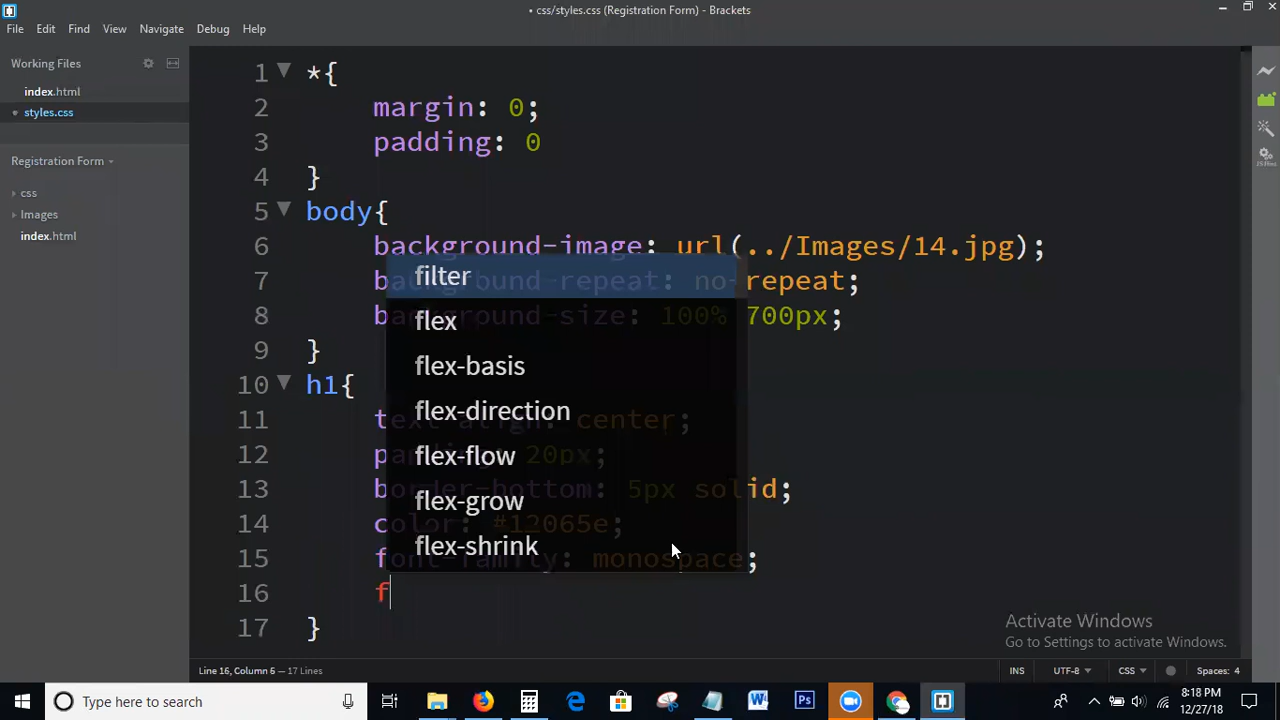 • css/styles.css (Registration Form) - Brackets
File Edit Find View Navigate Debug Help
Working Files
index.html
• styles.css
Registration Form
css
Images
index.html
1 *{
2 margin: 0;
3 padding: 0
4 }
5 body{
6 background-image: url(../Images/14.jpg);
7 background-repeat: no-repeat;
8 background-size: 100% 700px;
9 }
10 h1{
11 text-align: center;
12 padding: 20px;
13 border-bottom: 5px solid;
14 color: #12065e;
15 font-family: monospace;
16 f
17 }
filter
flex
flex-basis
flex-direction
flex-flow
flex-grow
flex-shrink
Activate Windows
Go to Settings to activate Windows.
Line 16, Column 6 — 17 Lines
INS UTF-8 CSS Spaces: 4
Type here to search
8:18 PM
12/27/18